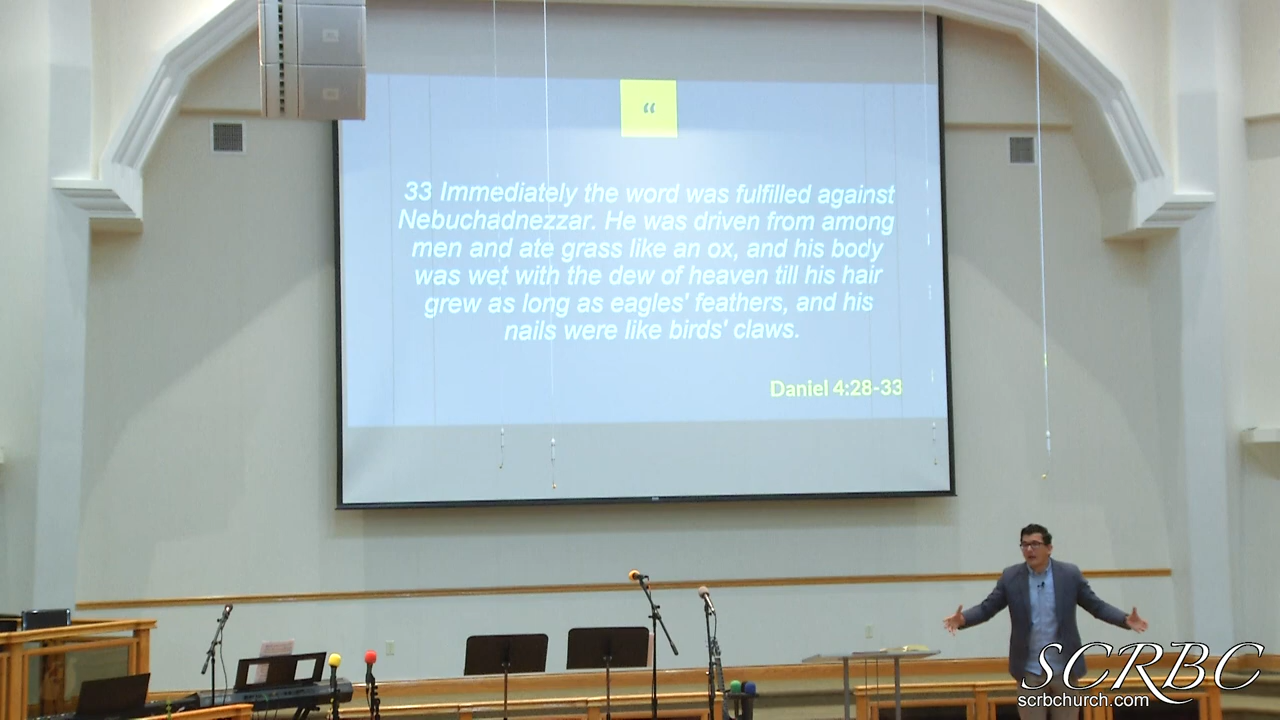 “
33 Immediately the word was fulfilled against
Nebuchadnezzar. He was driven from among
men and ate grass like an ox, and his body
was wet with the dew of heaven till his hair
grew as long as eagles' feathers, and his
nails were like birds' claws.
Daniel 4:28-33
SCRBC
scrbchurch.com